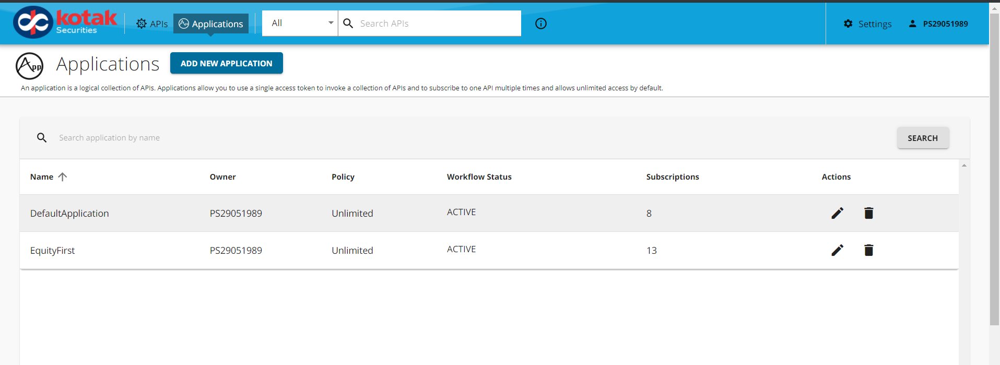 kotak
Securities
APIs
Applications
All
Search APIs
Settings
PS29051989
App
Applications
ADD NEW APPLICATION
An application is a logical collection of APIs. Applications allow you to use a single access token to invoke a collection of APIs and to subscribe to one API multiple times and allows unlimited access by default.
Search application by name
SEARCH
Name Owner Policy Workflow Status Subscriptions Actions
DefaultApplication PS29051989 Unlimited ACTIVE 8
EquityFirst PS29051989 Unlimited ACTIVE 13